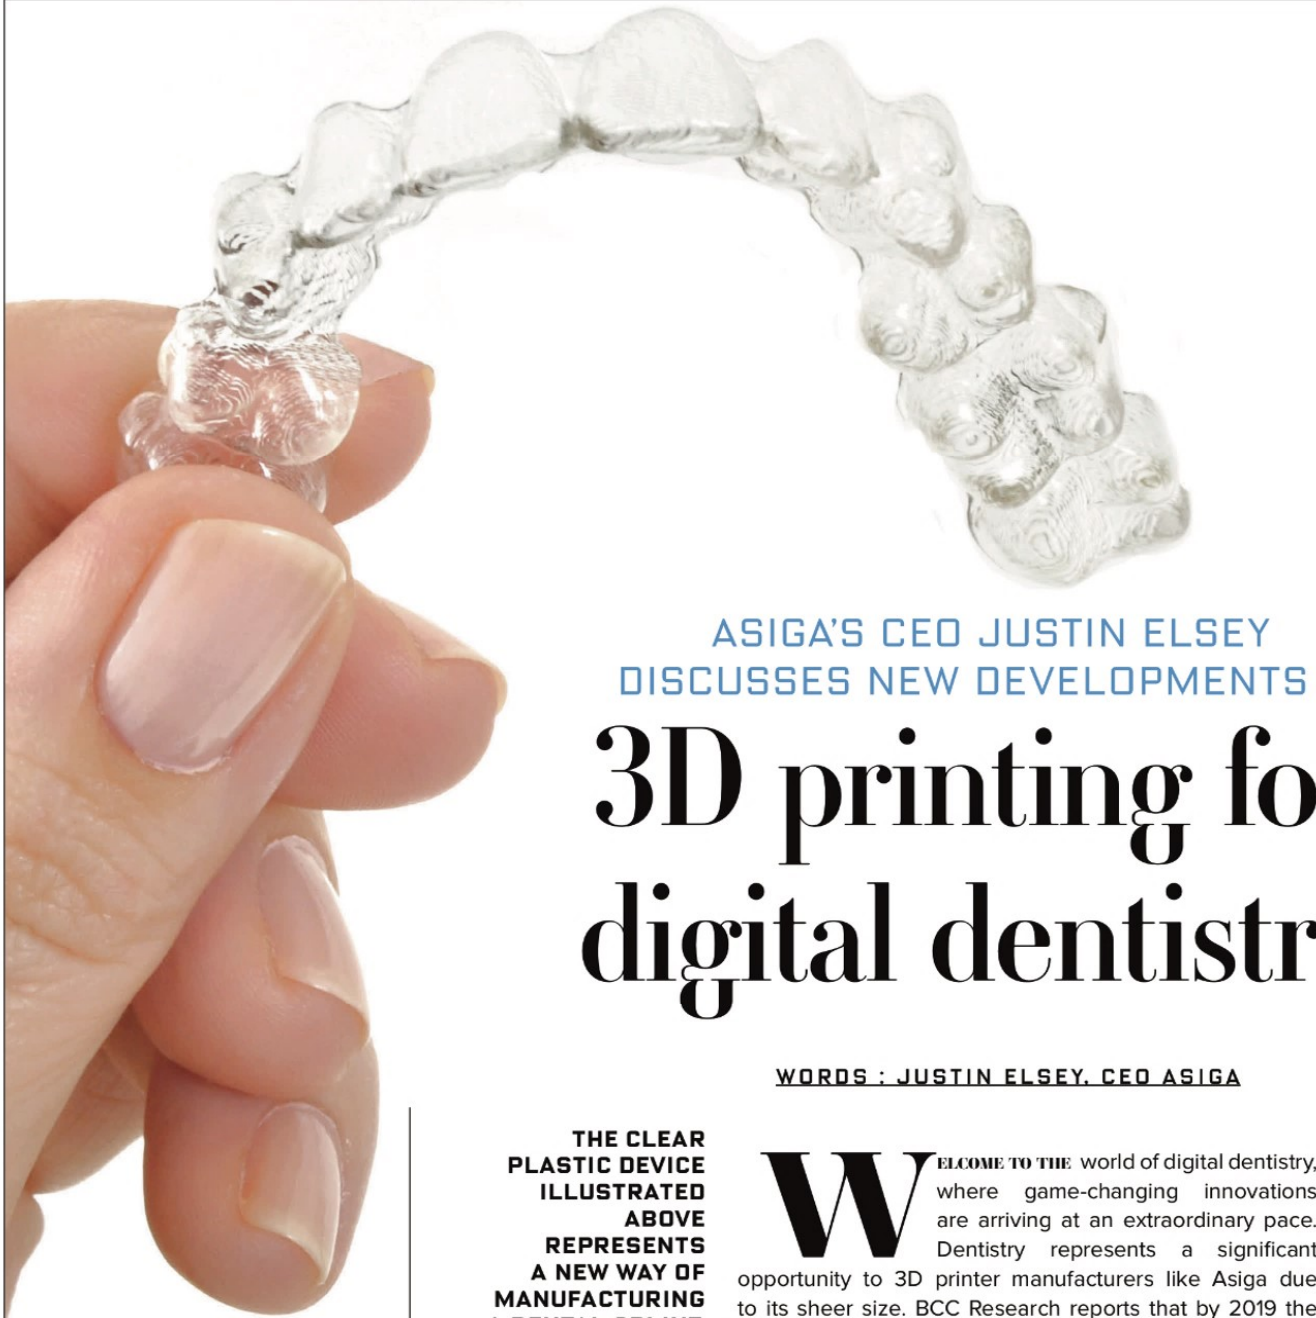 ASIGA'S CEO JUSTIN ELSEY
DISCUSSES NEW DEVELOPMENTS
3D printing fo
digital dentistr
WORDS : JUSTIN ELSEY, CEO ASIGA
THE CLEAR
PLASTIC DEVICE
ILLUSTRATED
ABOVE
REPRESENTS
A NEW WAY OF
MANUFACTURING
WELCOME TO THE world of digital dentistry,
where game-changing innovations
are arriving at an extraordinary pace.
Dentistry represents a significant
opportunity to 3D printer manufacturers like Asiga due
to its sheer size. BCC Research reports that by 2019 the